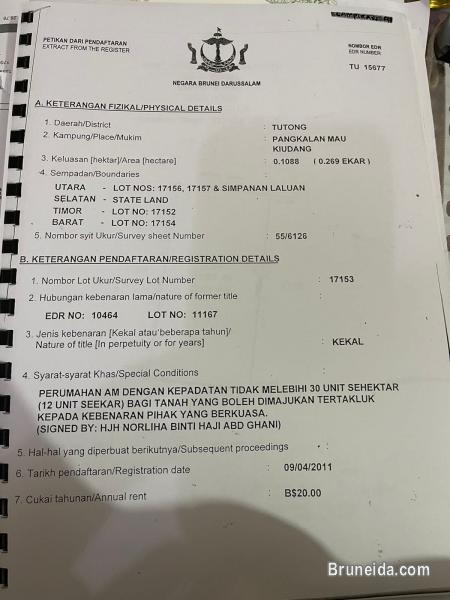 PETIKAN DARI PENDAFTARAN
EXTRACT FROM THE REGISTER
NOMBOR EDR
EDR NUMBER
TU 15677
NEGARA BRUNEI DARUSSALAM
A. KETERANGAN FIZIKAL/PHYSICAL DETAILS
1. Daerah/District : TUTONG
2. Kampung/Place/Mukim : PANGKALAN MAU
KIUDANG
3. Keluasan [hektar]/Area [hectare] : 0.1088 ( 0.269 EKAR )
4. Sempadan/Boundaries :
UTARA - LOT NOS: 17156, 17157 & SIMPANAN LALUAN
SELATAN - STATE LAND
TIMOR - LOT NO: 17152
BARAT - LOT NO: 17154
5. Nombor syit Ukur/Survey sheet Number : 55/6126
B. KETERANGAN PENDAFTARAN/REGISTRATION DETAILS
1. Nombor Lot Ukur/Survey Lot Number : 17153
2. Hubungan kebenaran lama/nature of former title :
EDR NO: 10464 LOT NO: 11167
3. Jenis kebenaran [Kekal atau beberapa tahun]/
Nature of title [In perpetuity or for years] : KEKAL
4. Syarat-syarat Khas/Special Conditions :
PERUMAHAN AM DENGAN KEPADATAN TIDAK MELEBIHI 30 UNIT SEHEKTAR
(12 UNIT SEEKAR) BAGI TANAH YANG BOLEH DIMAJUKAN TERTAKLUK
KEPADA KEBENARAN PIHAK YANG BERKUASA.
(SIGNED BY: HJH NORLIHA BINTI HAJI ABD GHANI)
5. Hal-hal yang diperbuat berikutnya/Subsequent proceedings :
6. Tarikh pendaftaran/Registration date : 09/04/2011
7. Cukai tahunan/Annual rent : B$20.00
Bruneida.com